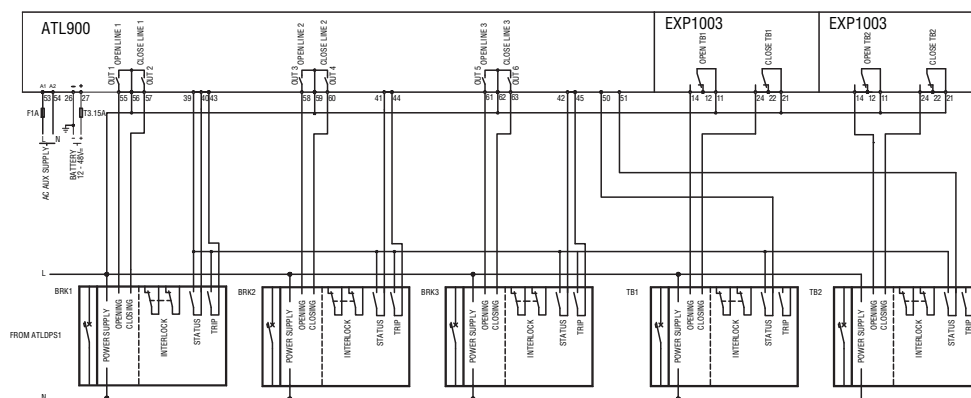 ATL900
EXP1003
EXP1003
OUT 1
OPEN LINE 1
CLOSE LINE 1
OUT 2
OUT 3
OPEN LINE 2
CLOSE LINE 2
OUT 4
OUT 5
OPEN LINE 3
CLOSE LINE 3
OUT 6
OPEN TB1
CLOSE TB1
OPEN TB2
CLOSE TB2
A1 A2 - +
53 54 26 27 55 56 57 39 40 43 58 59 60 41 44 61 62 63 42 45 50 51 14 12 11 24 22 21 14 12 11 24 22 21
F1A
T3.15A
L N - +
AC AUX SUPPLY
BATTERY
12 - 48V=
L
BRK1
BRK2
BRK3
TB1
TB2
FROM ATLDPS1
POWER SUPPLY
OPENING
CLOSING
INTERLOCK
STATUS
TRIP
POWER SUPPLY
OPENING
CLOSING
INTERLOCK
STATUS
TRIP
POWER SUPPLY
OPENING
CLOSING
INTERLOCK
STATUS
TRIP
POWER SUPPLY
OPENING
CLOSING
INTERLOCK
STATUS
TRIP
POWER SUPPLY
OPENING
CLOSING
INTERLOCK
STATUS
TRIP
N